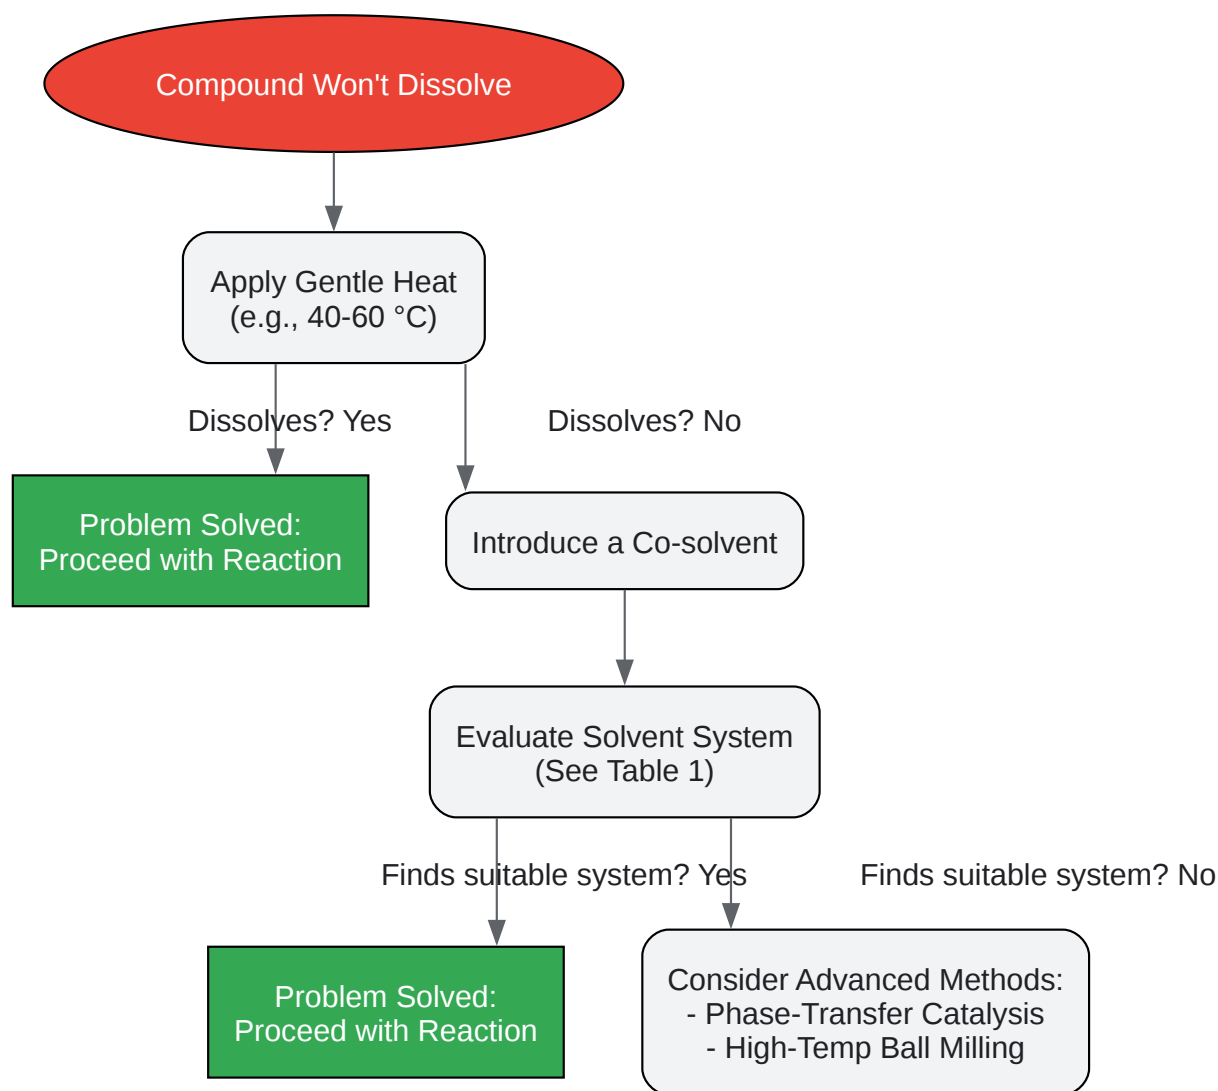 Compound Won't Dissolve
Apply Gentle Heat
(e.g., 40-60 °C)
Dissolves? Yes
Dissolves? No
Problem Solved:
Proceed with Reaction
Introduce a Co-solvent
Evaluate Solvent System
(See Table 1)
Finds suitable system? Yes
Finds suitable system? No
Problem Solved:
Proceed with Reaction
Consider Advanced Methods:
- Phase-Transfer Catalysis
- High-Temp Ball Milling